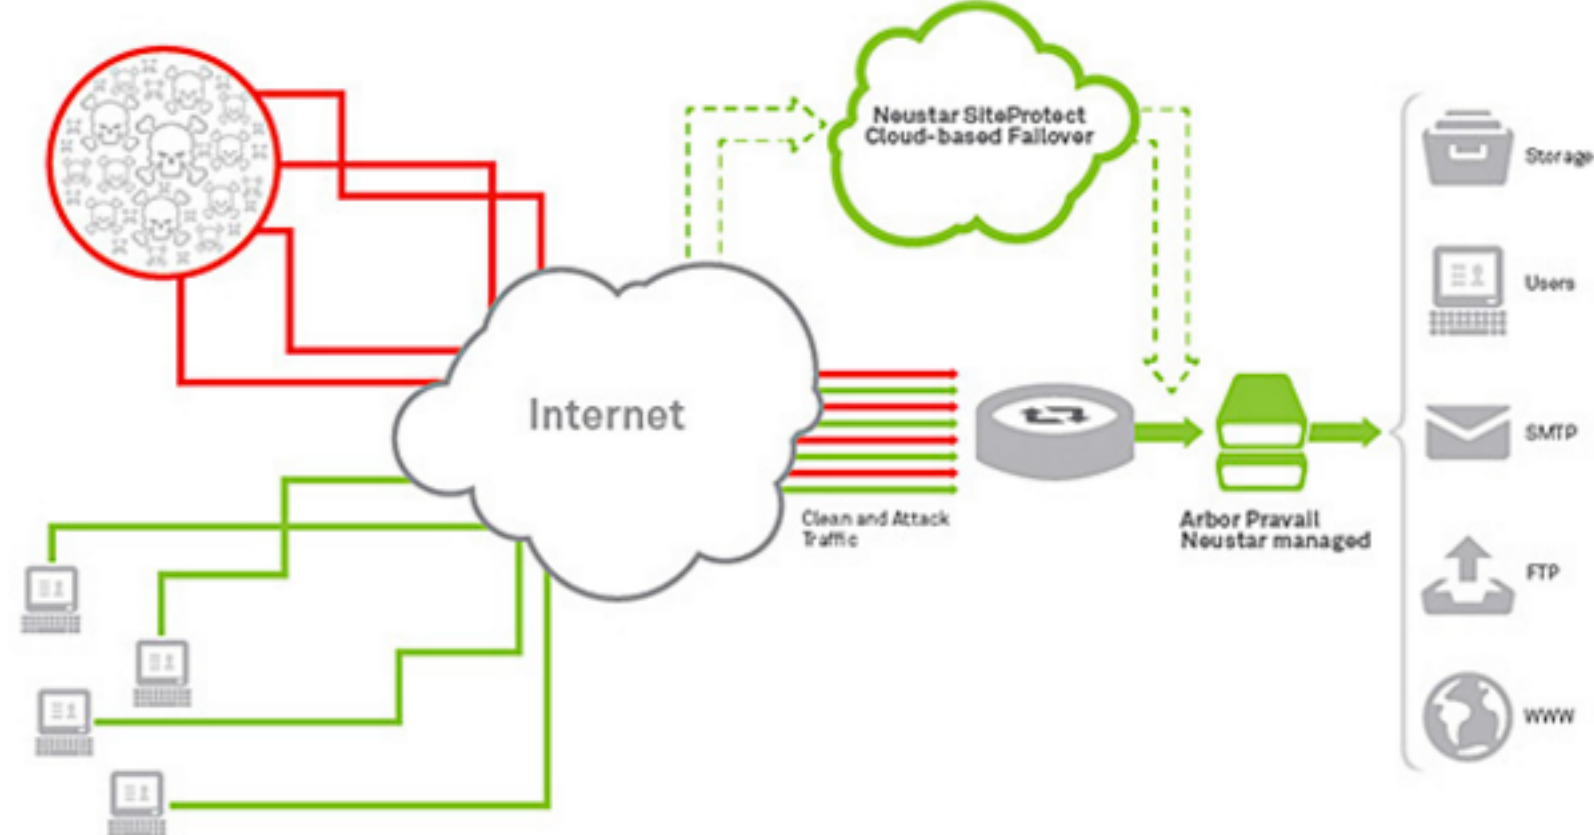 Neustar SiteProtect
Cloud-based Failover
Storage
Users
Internet
SMTP
Clean and Attack
Traffic
Arbor Pravail
Neustar managed
FTP
WWW